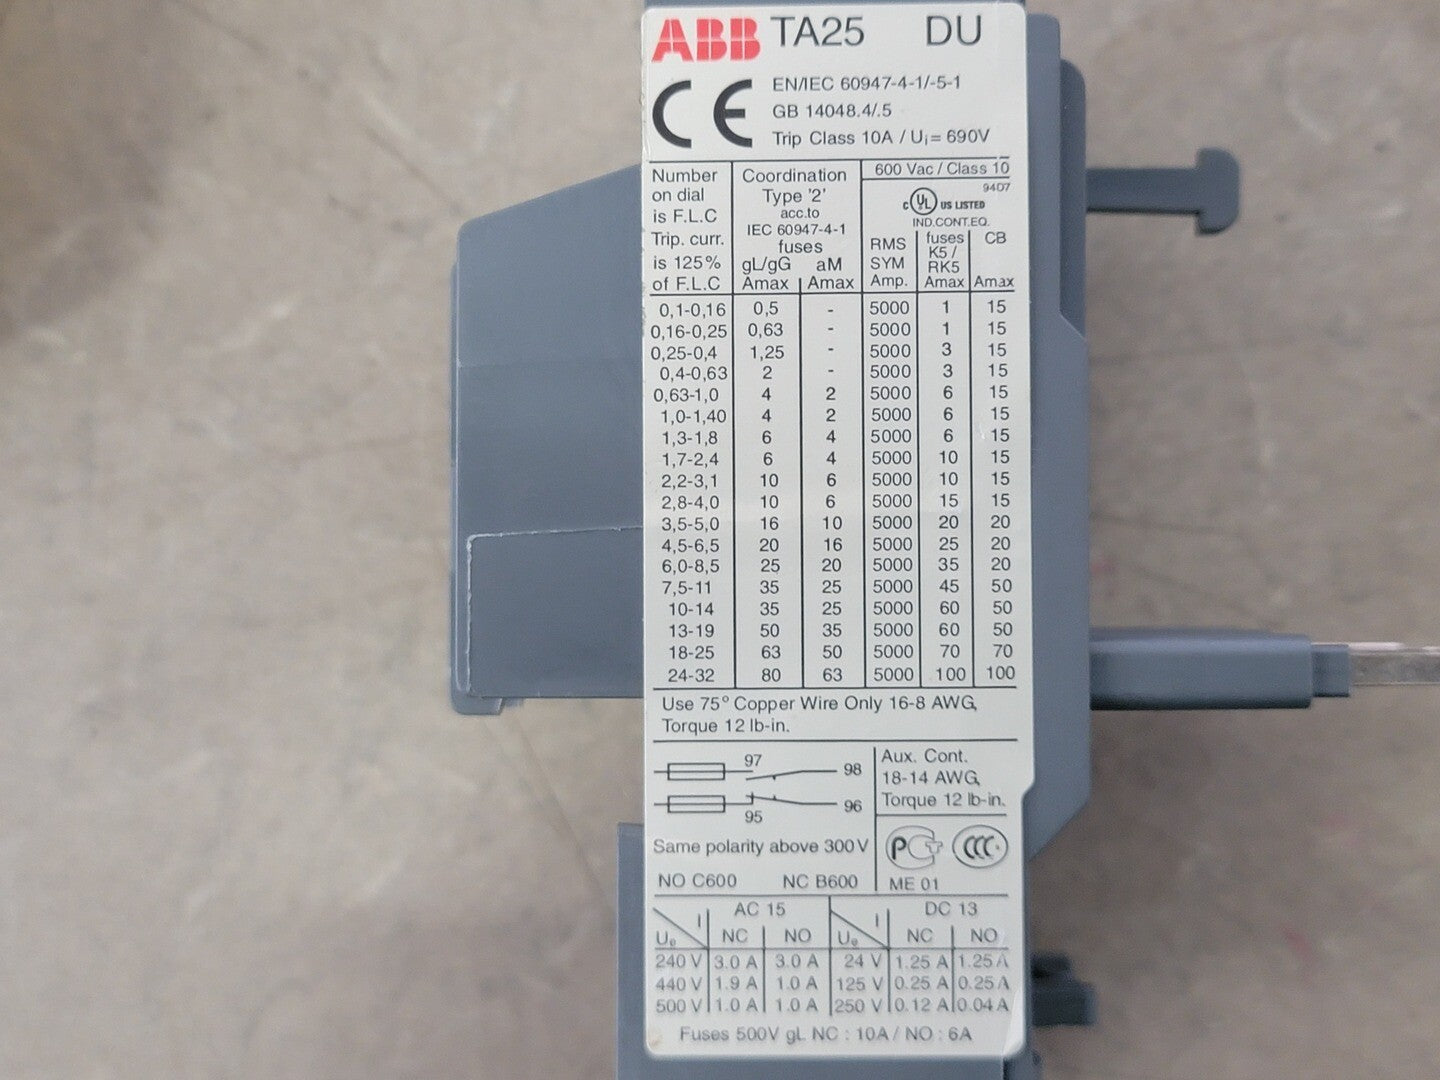 ABB TA25 DU
CE EN/IEC 60947-4-1/-5-1
GB 14048.4/.5
Trip Class 10A / Ui= 690V
Number on dial is F.L.C Trip. curr. is 125% of F.L.C
Coordination Type '2' acc.to IEC 60947-4-1 fuses
gL/gG Amax
aM Amax
600 Vac / Class 10
9407
c UL US LISTED
IND.CONT.EQ.
RMS SYM Amp.
fuses K5 / RK5 Amax
CB Amax
0,1-0,16 0,5 - 5000 1 15
0,16-0,25 0,63 - 5000 1 15
0,25-0,4 1,25 - 5000 3 15
0,4-0,63 2 - 5000 3 15
0,63-1,0 4 2 5000 6 15
1,0-1,40 4 2 5000 6 15
1,3-1,8 6 4 5000 6 15
1,7-2,4 6 4 5000 10 15
2,2-3,1 10 6 5000 10 15
2,8-4,0 10 6 5000 15 15
3,5-5,0 16 10 5000 20 20
4,5-6,5 20 16 5000 25 20
6,0-8,5 25 20 5000 35 20
7,5-11 35 25 5000 45 50
10-14 35 25 5000 60 50
13-19 50 35 5000 60 50
18-25 63 50 5000 70 70
24-32 80 63 5000 100 100
Use 75° Copper Wire Only 16-8 AWG,
Torque 12 lb-in.
97 98
96
95
Same polarity above 300V
NO C600 NC B600
Aux. Cont.
18-14 AWG,
Torque 12 lb-in.
PCT CCC
ME 01
AC 15 DC 13
Ue I NC NO Ue I NC NO
240 V 3.0 A 3.0 A 24 V 1.25 A 1.25 A
440 V 1.9 A 1.0 A 125 V 0.25 A 0.25 A
500 V 1.0 A 1.0 A 250 V 0.12 A 0.04 A
Fuses 500V gL NC : 10A / NO : 6A